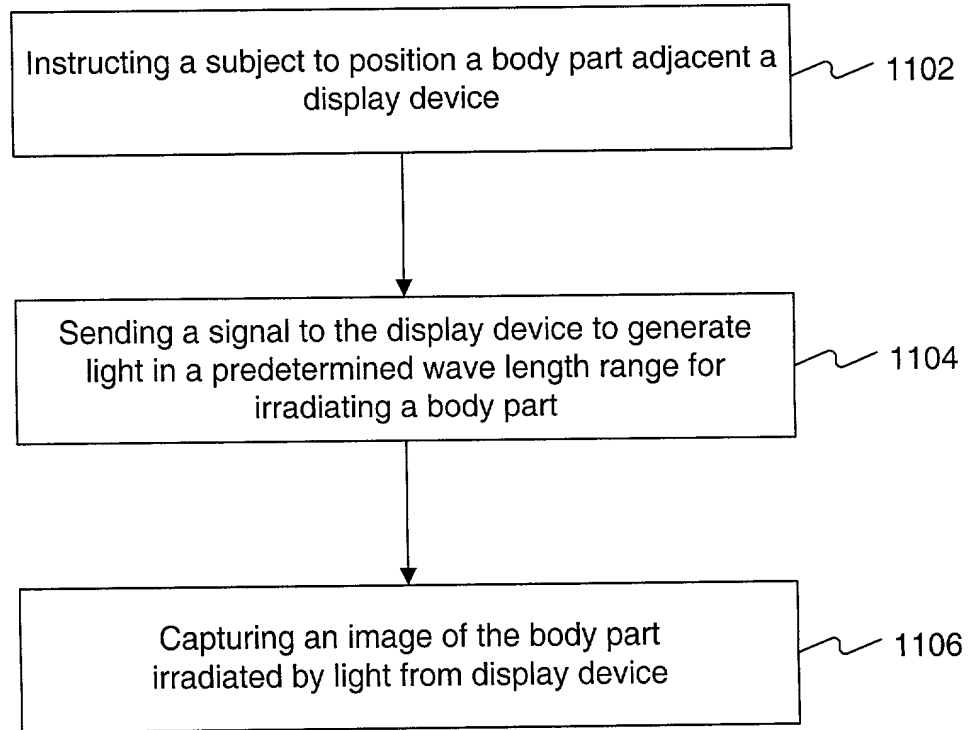 Instructing a subject to position a body part adjacent a
display device
1102
Sending a signal to the display device to generate
light in a predetermined wave length range for
irradiating a body part
1104
Capturing an image of the body part
irradiated by light from display device
1106